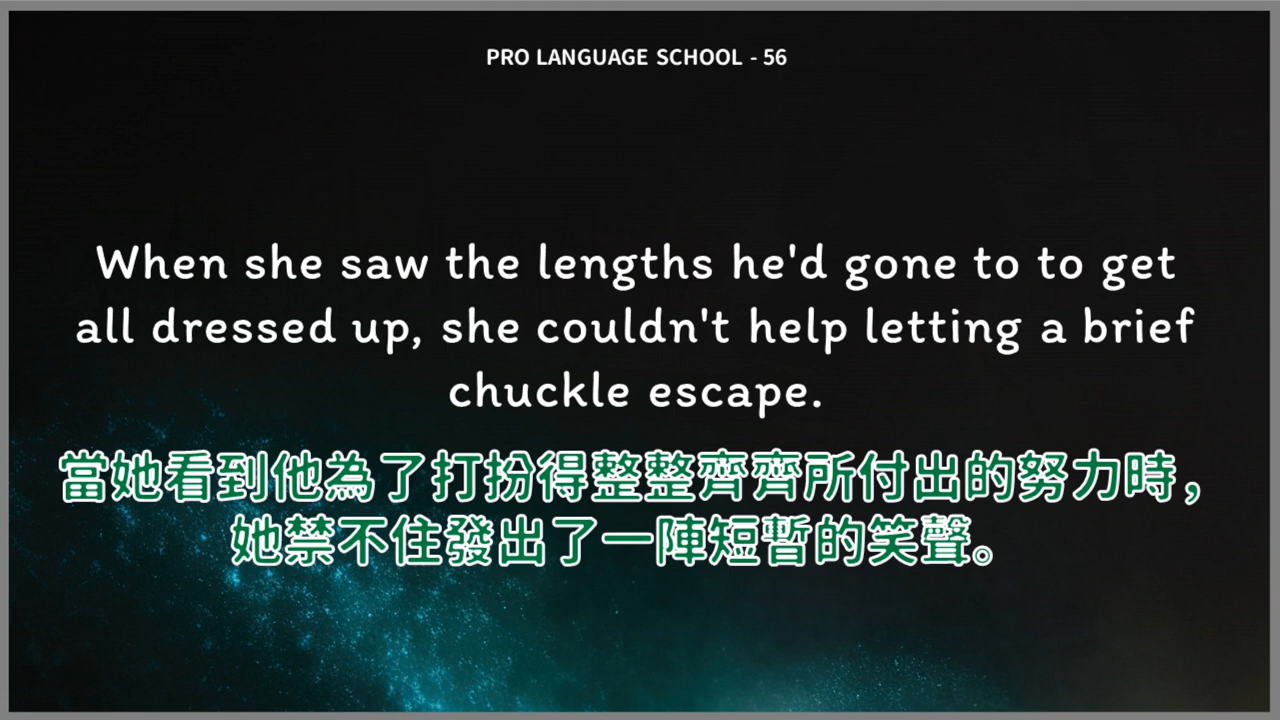 PRO LANGUAGE SCHOOL - 56
When she saw the lengths he'd gone to to get
all dressed up, she couldn't help letting a brief
chuckle escape.
當她看到他為了打扮得整整齊齊所付出的努力時，
她禁不住發出了一陣短暫的笑聲。